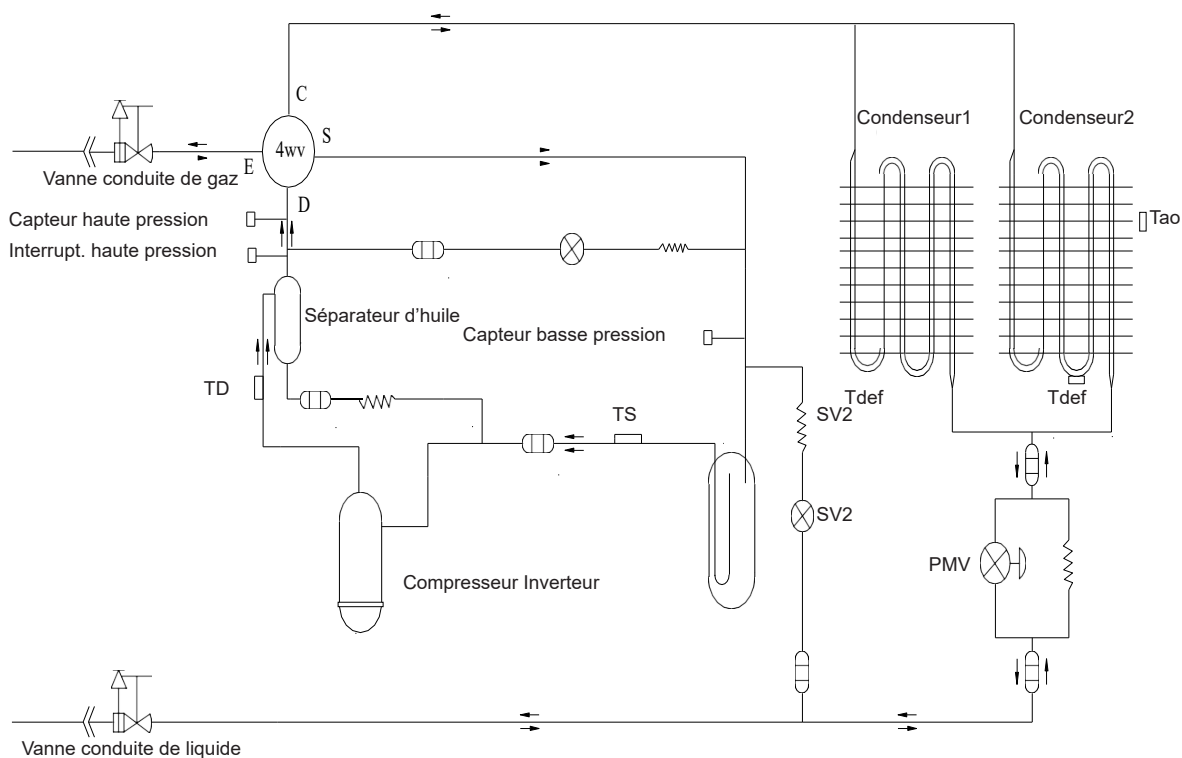 C
Condenseur1
Condenseur2
S
4wv
E
Vanne conduite de gaz
D
Capteur haute pression
Tao
Interrupt. haute pression
Séparateur d'huile
Capteur basse pression
TD
Tdef
Tdef
TS
SV2
SV2
PMV
Compresseur Inverteur
Vanne conduite de liquide